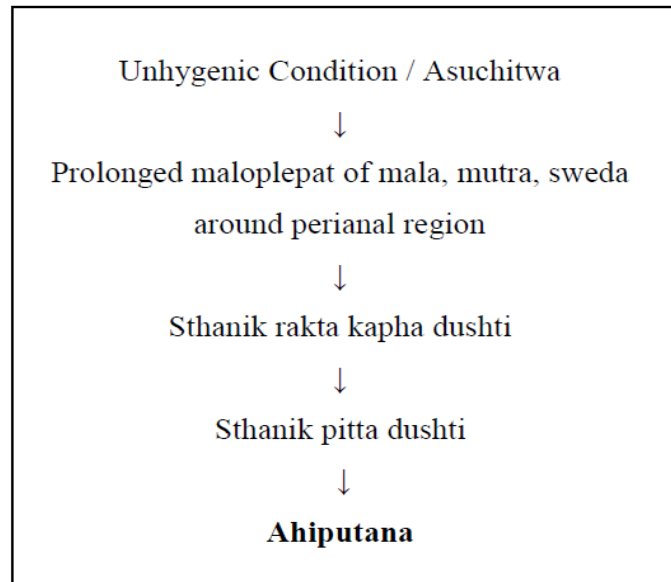 Unhygenic Condition / Asuchitwa
↓
Prolonged maloplepat of mala, mutra, sweda
around perianal region
↓
Sthanik rakta kapha dushti
↓
Sthanik pitta dushti
↓
Ahiputana